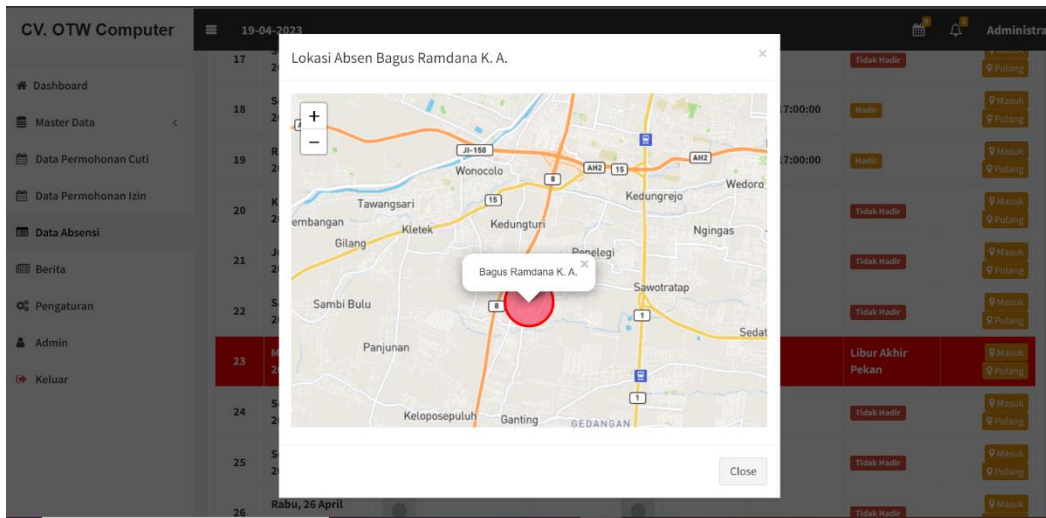 CV. OTW Computer
19-04-2023
Administra
Dashboard
Master Data
Data Permohonan Cuti
Data Permohonan Izin
Data Absensi
Berita
Pengaturan
Admin
Keluar
Lokasi Absen Bagus Ramdana K. A.
×
+
−
JI-150
Wonocolo
8
AH2
15
AH2
Wedoro
Tawangsari
15
Kedungrejo
embangan
Kletek
Kedungturi
Ngingas
Gilang
Penelegi
Bagus Ramdana K. A.
×
Sawotratap
Sambi Bulu
8
1
Sedat
Panjunan
1
Keloposepuluh
Ganting
GEDANGAN
Close
17
Tidak Hadir
Masuk
Pulang
18
17:00:00
Hadir
Masuk
Pulang
19
17:00:00
Hadir
Masuk
Pulang
20
Tidak Hadir
Masuk
Pulang
21
Tidak Hadir
Masuk
Pulang
22
Tidak Hadir
Masuk
Pulang
23
Libur Akhir
Pekan
Masuk
Pulang
24
Tidak Hadir
Masuk
Pulang
25
Tidak Hadir
Masuk
Pulang
26
Rabu, 26 April
Tidak Hadir
Masuk